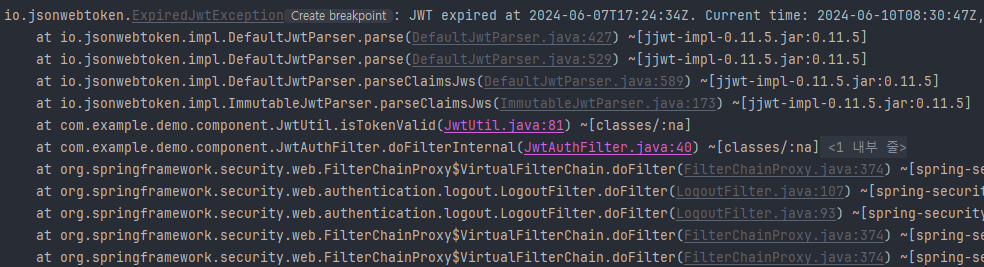 io.jsonwebtoken.ExpiredJwtException Create breakpoint : JWT expired at 2024-06-07T17:24:34Z. Current time: 2024-06-10T08:30:47Z,
at io.jsonwebtoken.impl.DefaultJwtParser.parse(DefaultJwtParser.java:427) ~[jjwt-impl-0.11.5.jar:0.11.5]
at io.jsonwebtoken.impl.DefaultJwtParser.parse(DefaultJwtParser.java:529) ~[jjwt-impl-0.11.5.jar:0.11.5]
at io.jsonwebtoken.impl.DefaultJwtParser.parseClaimsJws(DefaultJwtParser.java:589) ~[jjwt-impl-0.11.5.jar:0.11.5]
at io.jsonwebtoken.impl.ImmutableJwtParser.parseClaimsJws(ImmutableJwtParser.java:173) ~[jjwt-impl-0.11.5.jar:0.11.5]
at com.example.demo.component.JwtUtil.isTokenValid(JwtUtil.java:81) ~[classes/:na]
at com.example.demo.component.JwtAuthFilter.doFilterInternal(JwtAuthFilter.java:40) ~[classes/:na] <1 내부 줄>
at org.springframework.security.web.FilterChainProxy$VirtualFilterChain.doFilter(FilterChainProxy.java:374) ~[spring-se
at org.springframework.security.web.authentication.logout.LogoutFilter.doFilter(LogoutFilter.java:107) ~[spring-securit
at org.springframework.security.web.authentication.logout.LogoutFilter.doFilter(LogoutFilter.java:93) ~[spring-security
at org.springframework.security.web.FilterChainProxy$VirtualFilterChain.doFilter(FilterChainProxy.java:374) ~[spring-se
at org.springframework.security.web.FilterChainProxy$VirtualFilterChain.doFilter(FilterChainProxy.java:374) ~[spring-se